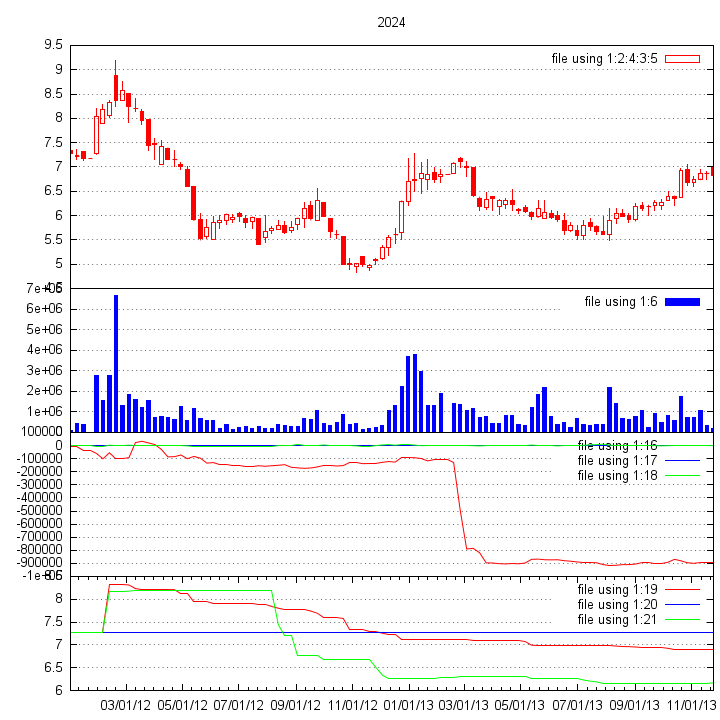 2024
9.5
file using 1:2:4:3:5
9
8.5
8
7.5
7
6.5
6
5.5
5
7e+06
file using 1:6
6e+06
5e+06
4e+06
3e+06
2e+06
1e+06
100000
0
file using 1:16
-100000
file using 1:17
-200000
file using 1:18
-300000
-400000
-500000
-600000
-700000
-800000
-900000
-1e+06
file using 1:19
8
file using 1:20
7.5
file using 1:21
7
6.5
6
03/01/12 05/01/12 07/01/12 09/01/12 11/01/12 01/01/13 03/01/13 05/01/13 07/01/13 09/01/13 11/01/13